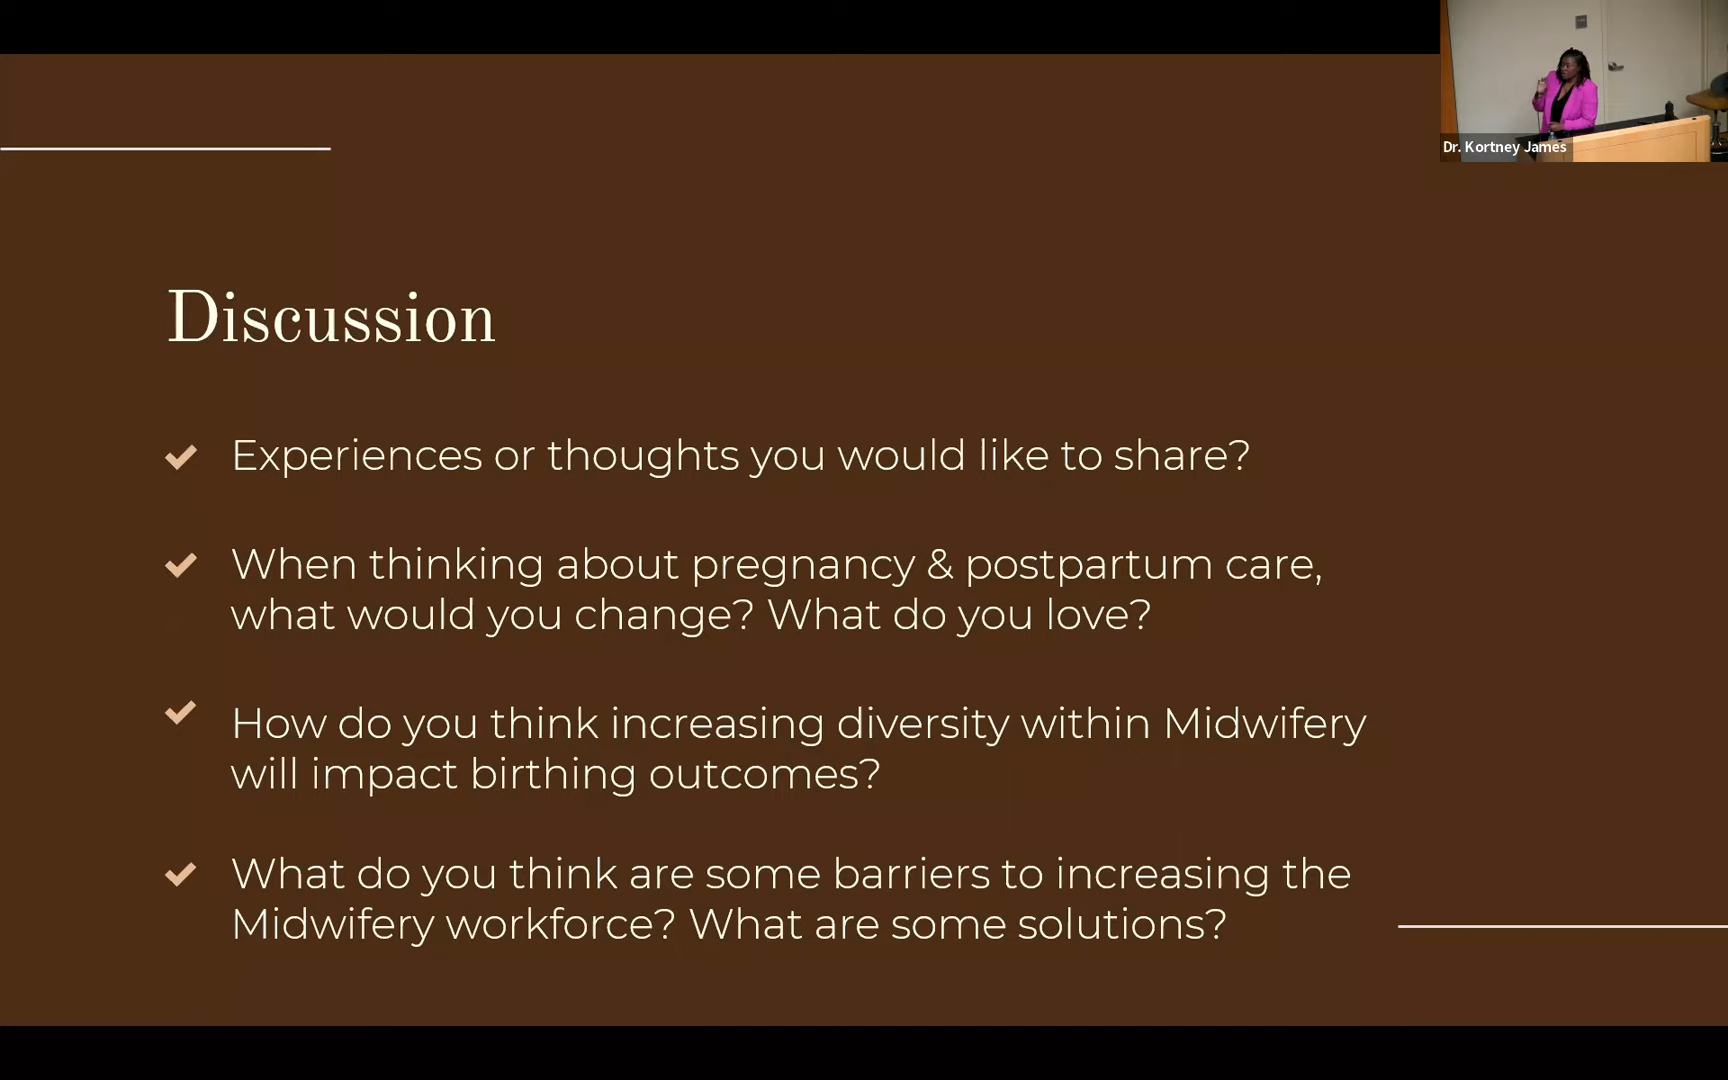 Dr. Kortney James
Discussion
Experiences or thoughts you would like to share?
When thinking about pregnancy & postpartum care,
what would you change? What do you love?
How do you think increasing diversity within Midwifery
will impact birthing outcomes?
What do you think are some barriers to increasing the
Midwifery workforce? What are some solutions?